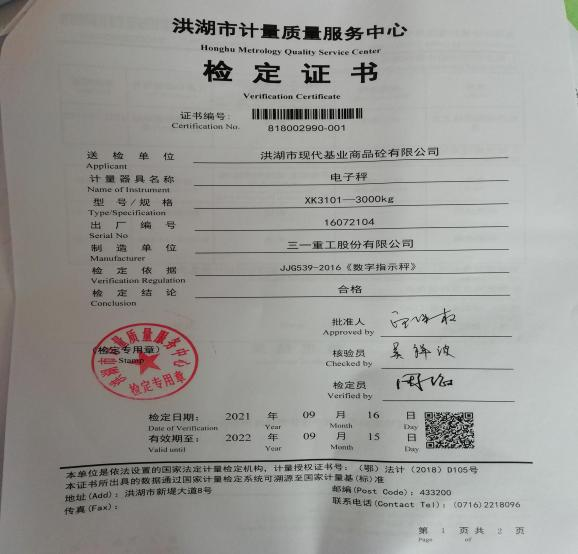 洪湖市计量质量服务中心
Honghu Metrology Quality Service Center
检定证书
Verification Certificate
证书编号:
Certification No. 818002990-001
送检单位 洪湖市现代基业商品砼有限公司
Applicant
计量器具名称 电子秤
Name of Instrument
型号/规格 XK3101—3000kg
Type/Specification
出厂编号 16072104
Serial No
制造单位 三一重工股份有限公司
Manufacturer
检定依据 JJG539-2016《数字指示秤》
Verification Regulation
检定结论 合格
Conclusion
批准人
Approved by
(检定专用章)
Stamp
洪湖市计量质量服务中心
检定专用章
核验员 吴锋波
Checked by
检定员
Verified by
检定日期: 2021 年 09 月 16 日
Date of Verification Year Month Day
有效期至: 2022 年 09 月 15 日
Valid until Year Month Day
本单位是依法设置的国家法定计量检定机构,计量授权证书号:(鄂)法计(2018)D105号
本证书所出具的数据通过国家计量检定系统可溯源至国家计量基(标)准
地址(Add):洪湖市新堤大道8号 邮编(Post Code):433200
传真(Fax): 联系电话(Contact Tel):(0716)2218096
第 1 页共 2 页
Page of